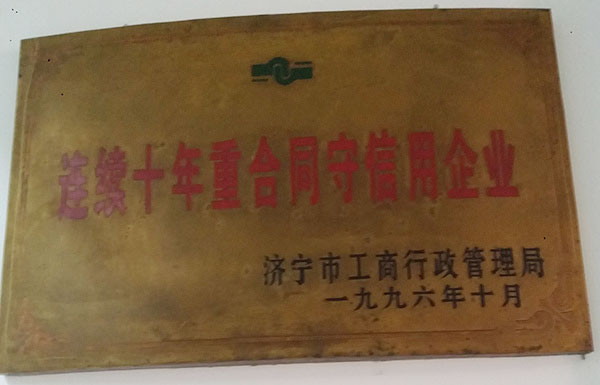 连续十年重合同守信用企业
济宁市工商行政管理局
一九九六年十月